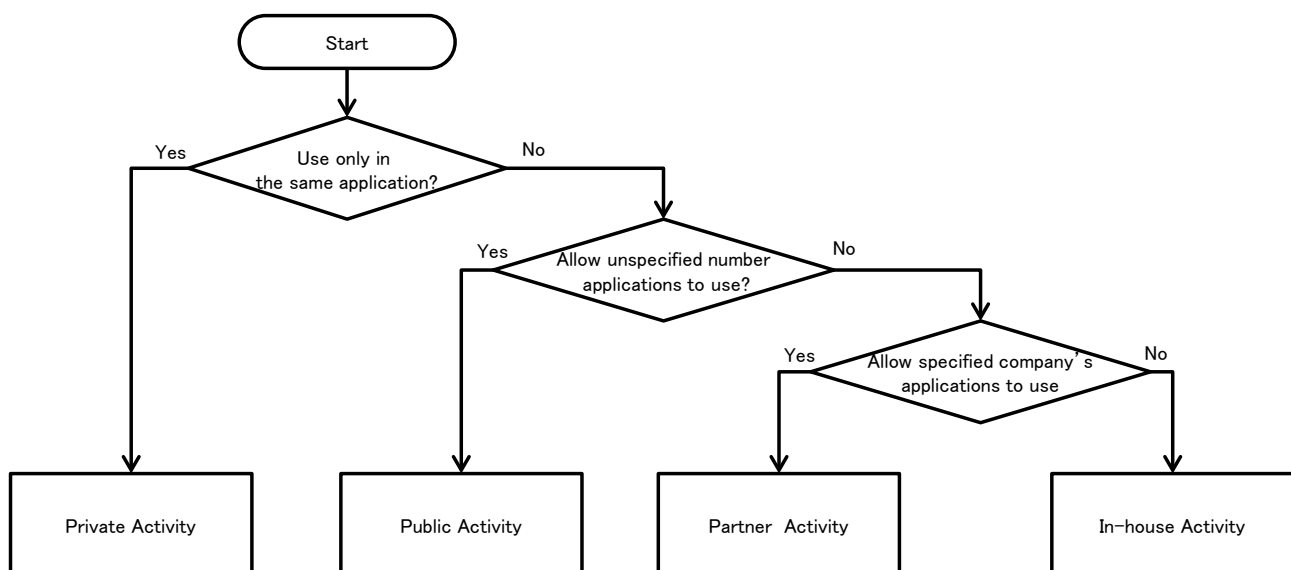 Start
Yes
Use only in
the same application?
No
Yes
Allow unspecified number
applications to use?
No
Yes
Allow specified company’s
applications to use
No
Private Activity
Public Activity
Partner Activity
In-house Activity